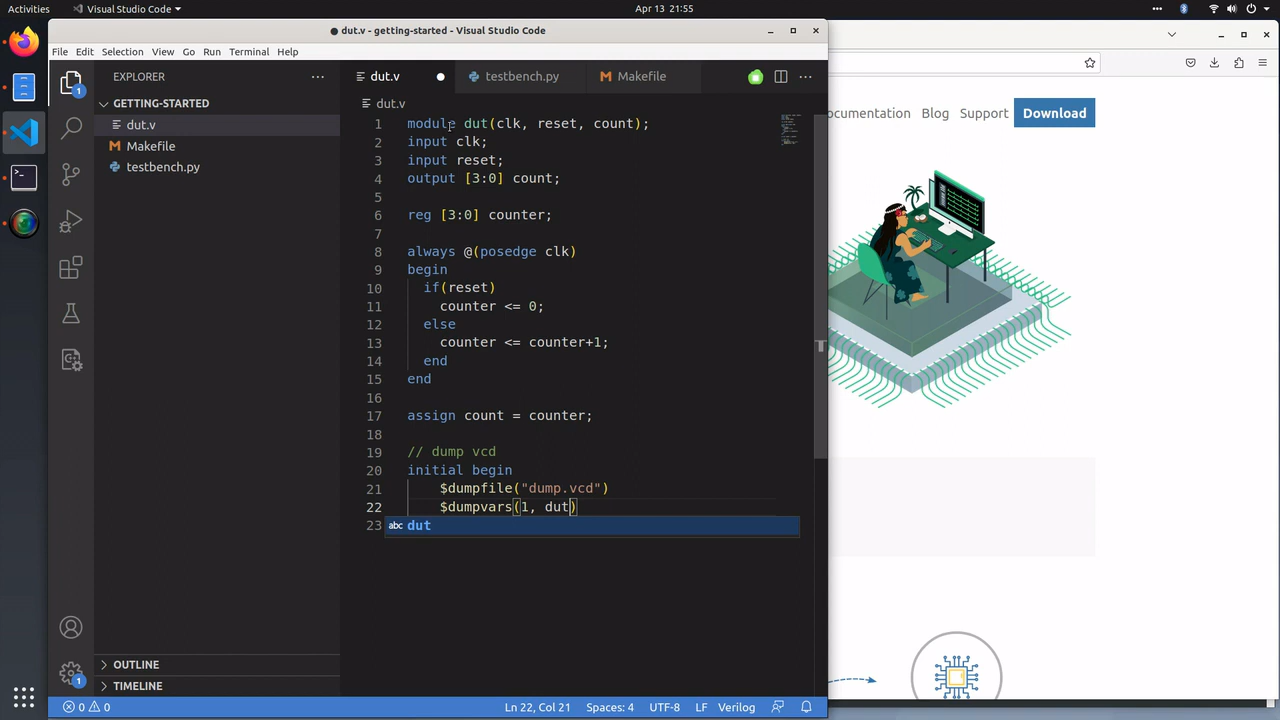 Activities
Visual Studio Code
Apr 13 21:55
dut.v - getting-started - Visual Studio Code
File Edit Selection View Go Run Terminal Help
EXPLORER
GETTING-STARTED
dut.v
Makefile
testbench.py
OUTLINE
TIMELINE
dut.v
testbench.py
Makefile
dut.v
1 module dut(clk, reset, count);
2 input clk;
3 input reset;
4 output [3:0] count;
5
6 reg [3:0] counter;
7
8 always @(posedge clk)
9 begin
10 if(reset)
11 counter <= 0;
12 else
13 counter <= counter+1;
14 end
15 end
16
17 assign count = counter;
18
19 // dump vcd
20 initial begin
21 $dumpfile("dump.vcd")
22 $dumpvars(1, dut)
23
abc dut
1
1
0 0
Ln 22, Col 21 Spaces: 4 UTF-8 LF Verilog
ocumentation Blog Support Download